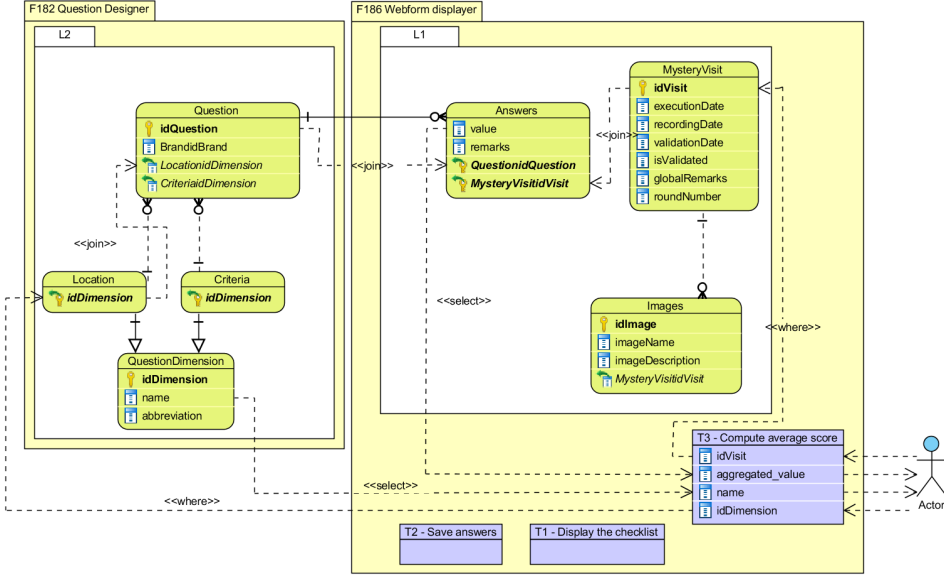 F182 Question Designer
F186 Webform displayer
L2
L1
Question
idQuestion
BrandidBrand
LocationidDimension
CriteriaidDimension
Answers
value
remarks
QuestionidQuestion
MysteryVisitidVisit
MysteryVisit
idVisit
executionDate
recordingDate
validationDate
isValidated
globalRemarks
roundNumber
<<join>>
<<join>>
<<join>>
Location
idDimension
Criteria
idDimension
<<select>>
Images
idImage
imageName
imageDescription
MysteryVisitidVisit
<<where>>
QuestionDimension
idDimension
name
abbreviation
T3 - Compute average score
idVisit
aggregated_value
name
idDimension
<<select>>
<<where>>
Actor
T2 - Save answers
T1 - Display the checklist